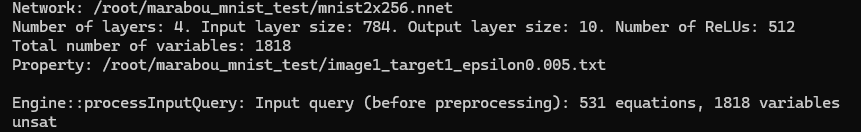 Network: /root/marabou_mnist_test/mnist2x256.nnet
Number of layers: 4. Input layer size: 784. Output layer size: 10. Number of ReLUs: 512
Total number of variables: 1818
Property: /root/marabou_mnist_test/image1_target1_epsilon0.005.txt
Engine::processInputQuery: Input query (before preprocessing): 531 equations, 1818 variables
unsat